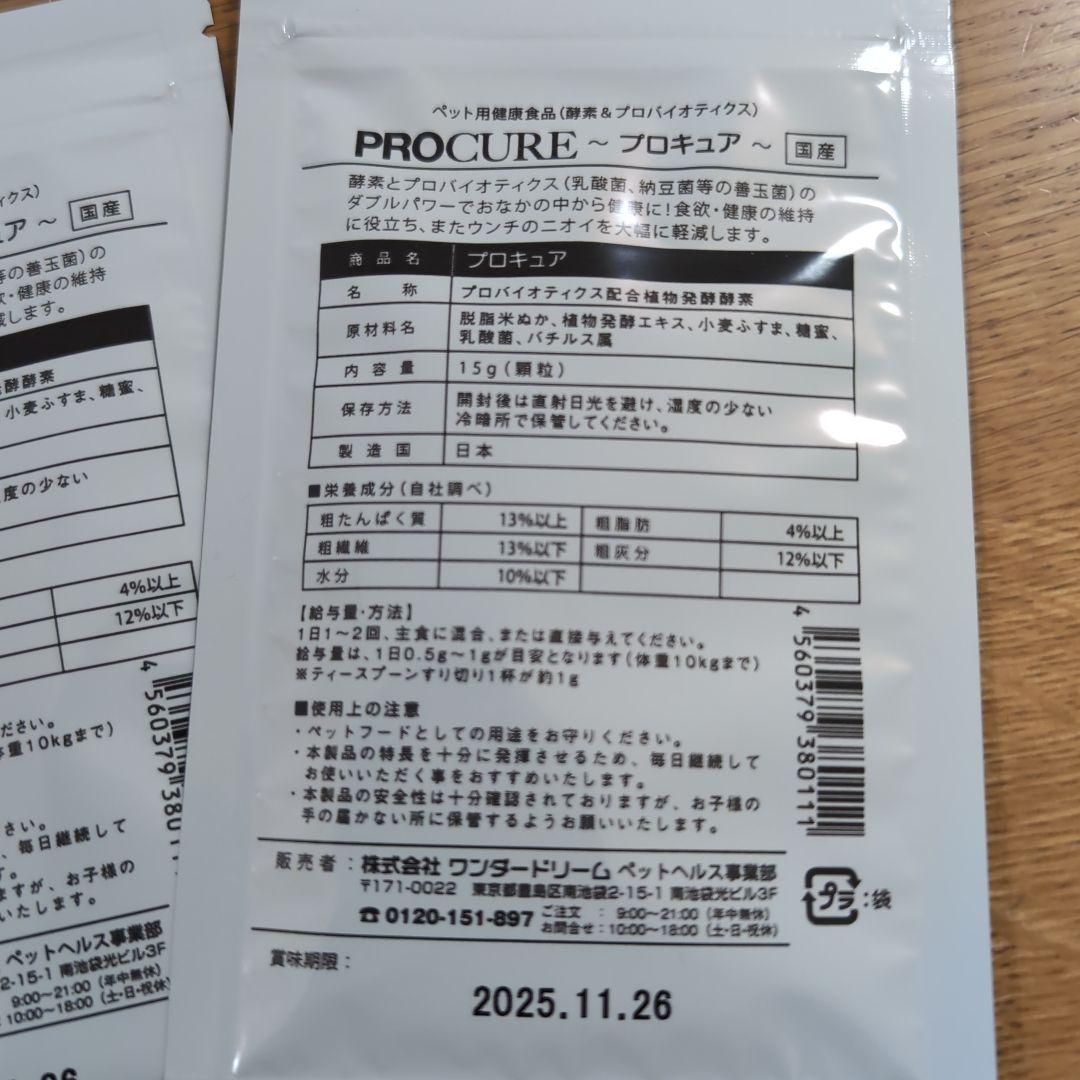 ペット用健康食品(酵素&プロバイオティクス)
PROCURE ～ プロキュア ～ 国産
酵素とプロバイオティクス(乳酸菌、納豆菌等の善玉菌)の
ダブルパワーでおなかの中から健康に!食欲・健康の維持
に役立ち、またウンチのニオイを大幅に軽減します。
商品名 プロキュア
名称 プロバイオティクス配合植物発酵酵素
原材料名 脱脂米ぬか、植物発酵エキス、小麦ふすま、糖蜜、
乳酸菌、バチルス属
内容量 15g(顆粒)
保存方法 開封後は直射日光を避け、湿度の少ない
冷暗所で保管してください。
製造国 日本
■栄養成分(自社調べ)
粗たんぱく質 13%以上 粗脂肪 4%以上
粗繊維 13%以下 粗灰分 12%以下
水分 10%以下
【給与量・方法】
1日1～2回、主食に混合、または直接与えてください。
給与量は、1日0.5g～1gが目安となります(体重10kgまで)
※ティースプーンすり切り1杯が約1g
■使用上の注意
・ペットフードとしての用途をお守りください。
・本製品の特長を十分に発揮させるため、毎日継続して
お使いいただく事をおすすめいたします。
・本製品の安全性は十分確認されておりますが、お子様の
手の届かない所に保管するようお願いいたします。
4 560379 380111
販売者：株式会社 ワンダードリーム ペットヘルス事業部
〒171-0022 東京都豊島区南池袋2-15-1 南池袋光ビル3F
☎0120-151-897 ご注文 ： 9:00～21:00 (年中無休)
お問合せ：10:00～18:00 (土・日・祝休)
プラ：袋
賞味期限：
2025.11.26
ィクス)
ュア ～ 国産
等の善玉菌)の
欲・健康の維持
減します。
発酵酵素
小麦ふすま、糖蜜、
度の少ない
4%以上
12%以下
ださい。
体重10kgまで)
4 560379 380
さい。
、毎日継続して
す。
ますが、お子様の
いたします。
ペットヘルス事業部
2-15-1 南池袋光ビル3F
9:00～21:00 (年中無休)
：10:00～18:00 (土・日・祝休